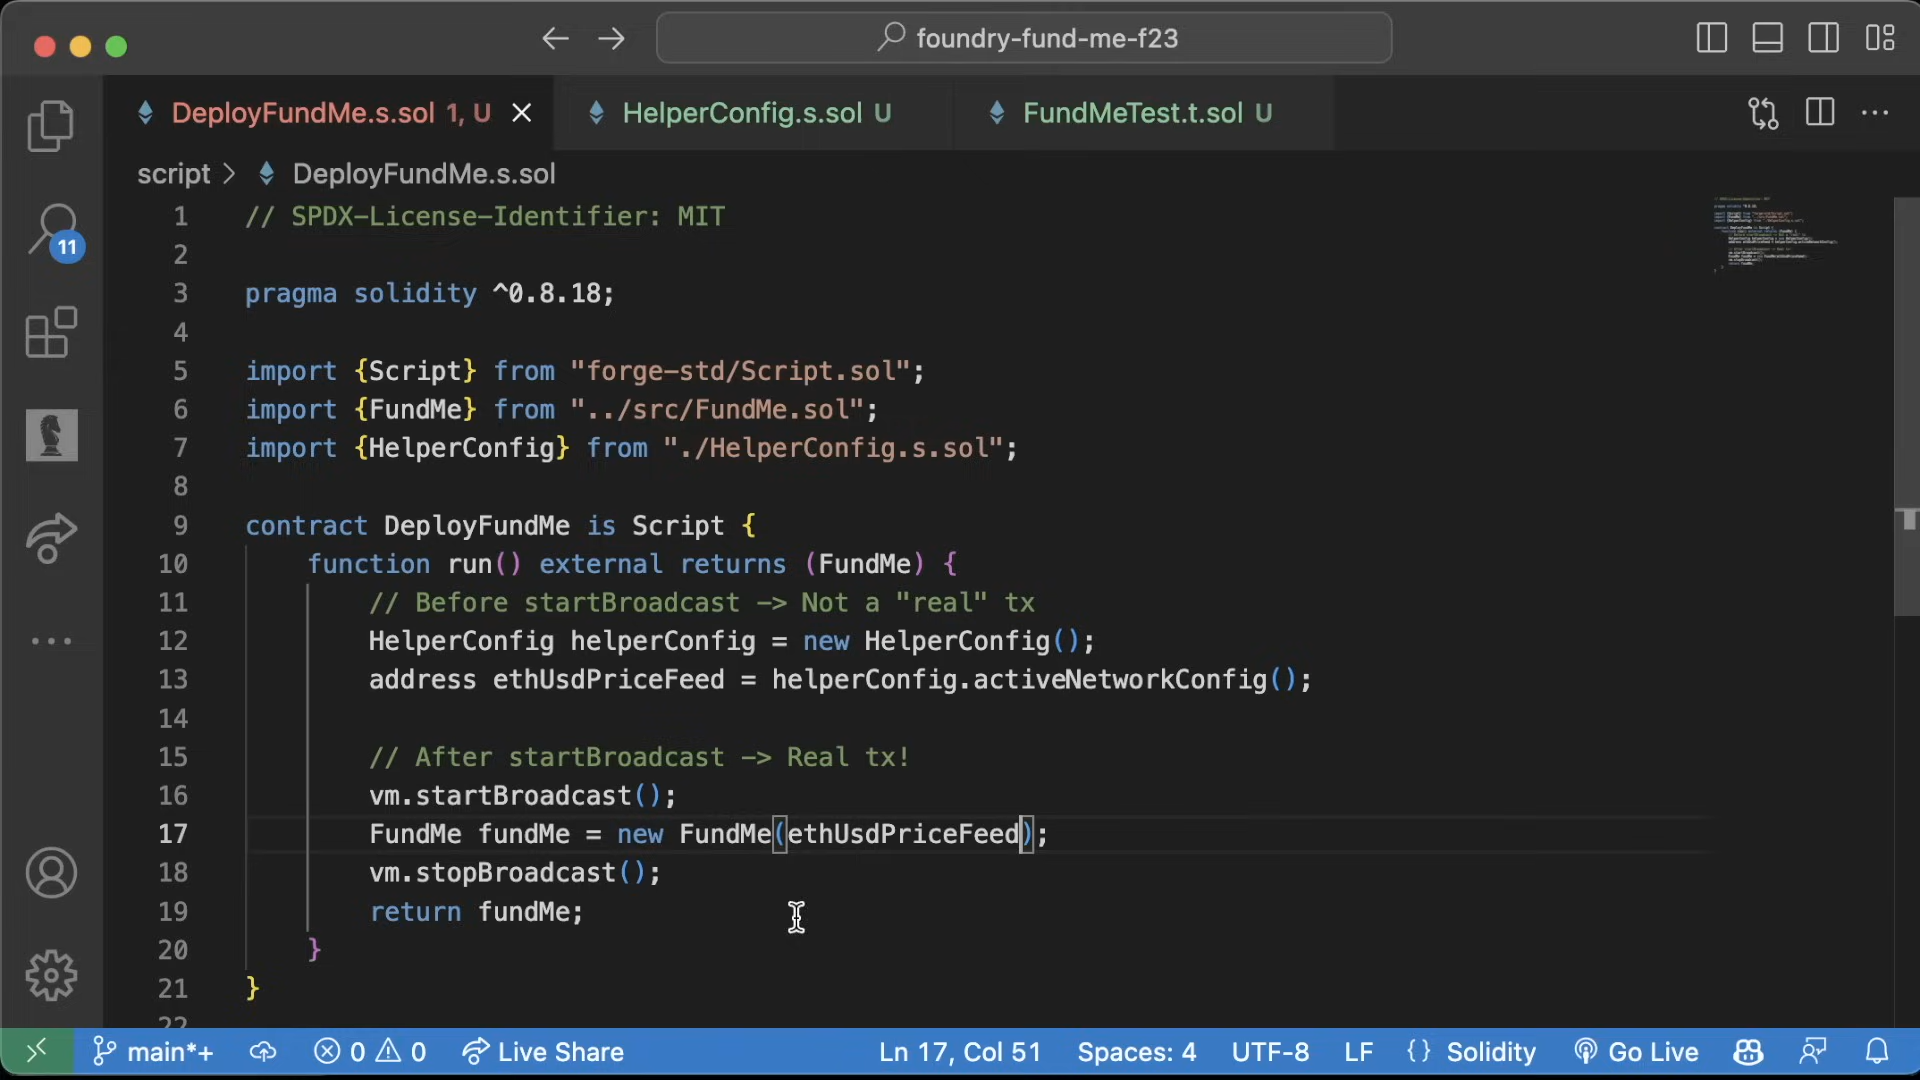 foundry-fund-me-f23
DeployFundMe.s.sol 1, U
HelperConfig.s.sol U
FundMeTest.t.sol U
script > DeployFundMe.s.sol
11
1 // SPDX-License-Identifier: MIT
2
3 pragma solidity ^0.8.18;
4
5 import {Script} from "forge-std/Script.sol";
6 import {FundMe} from "../src/FundMe.sol";
7 import {HelperConfig} from "./HelperConfig.s.sol";
8
9 contract DeployFundMe is Script {
10 function run() external returns (FundMe) {
11 // Before startBroadcast -> Not a "real" tx
12 HelperConfig helperConfig = new HelperConfig();
13 address ethUsdPriceFeed = helperConfig.activeNetworkConfig();
14
15 // After startBroadcast -> Real tx!
16 vm.startBroadcast();
17 FundMe fundMe = new FundMe(ethUsdPriceFeed);
18 vm.stopBroadcast();
19 return fundMe;
20 }
21 }
22
main*+ 0 0 Live Share Ln 17, Col 51 Spaces: 4 UTF-8 LF {} Solidity Go Live